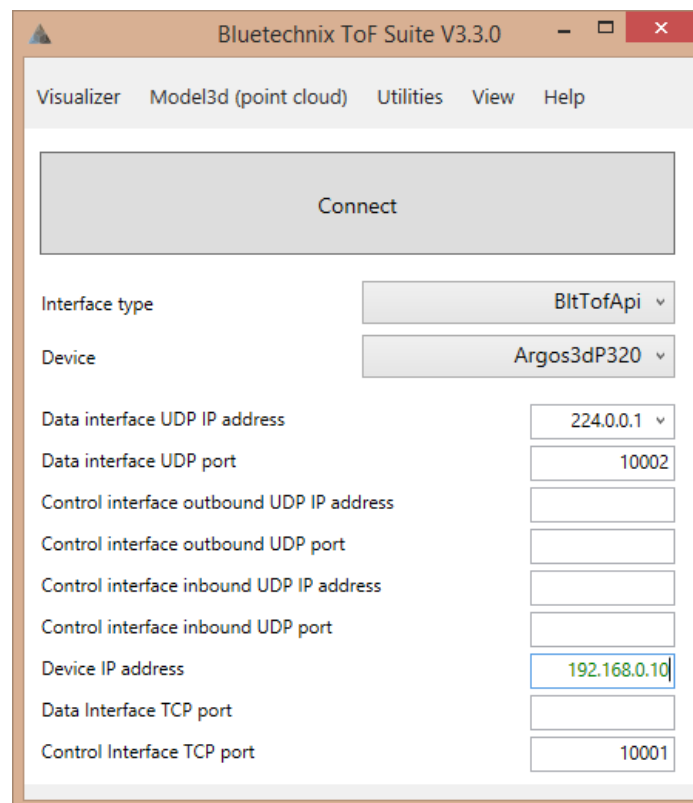 Bluetechnix ToF Suite V3.3.0
Visualizer Model3d (point cloud) Utilities View Help
Connect
Interface type BltTofApi
Device Argos3dP320
Data interface UDP IP address 224.0.0.1
Data interface UDP port 10002
Control interface outbound UDP IP address
Control interface outbound UDP port
Control interface inbound UDP IP address
Control interface inbound UDP port
Device IP address 192.168.0.10
Data Interface TCP port
Control Interface TCP port 10001